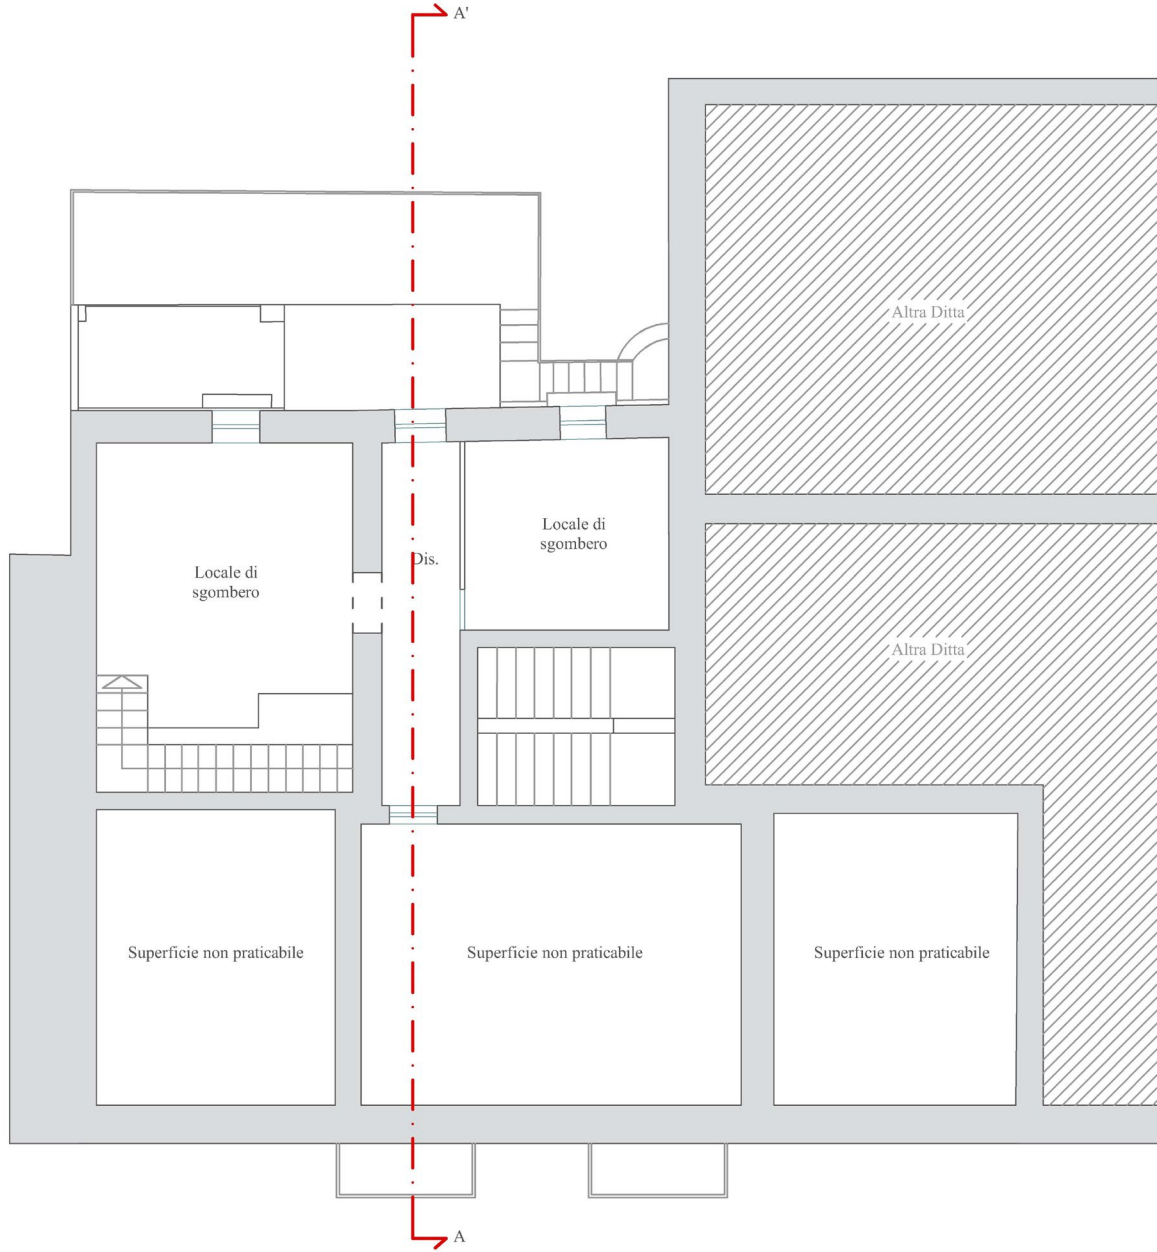 A'
Altra Ditta
Locale di
sgombero
Dis.
Locale di
sgombero
Altra Ditta
Superficie non praticabile
Superficie non praticabile
Superficie non praticabile
A